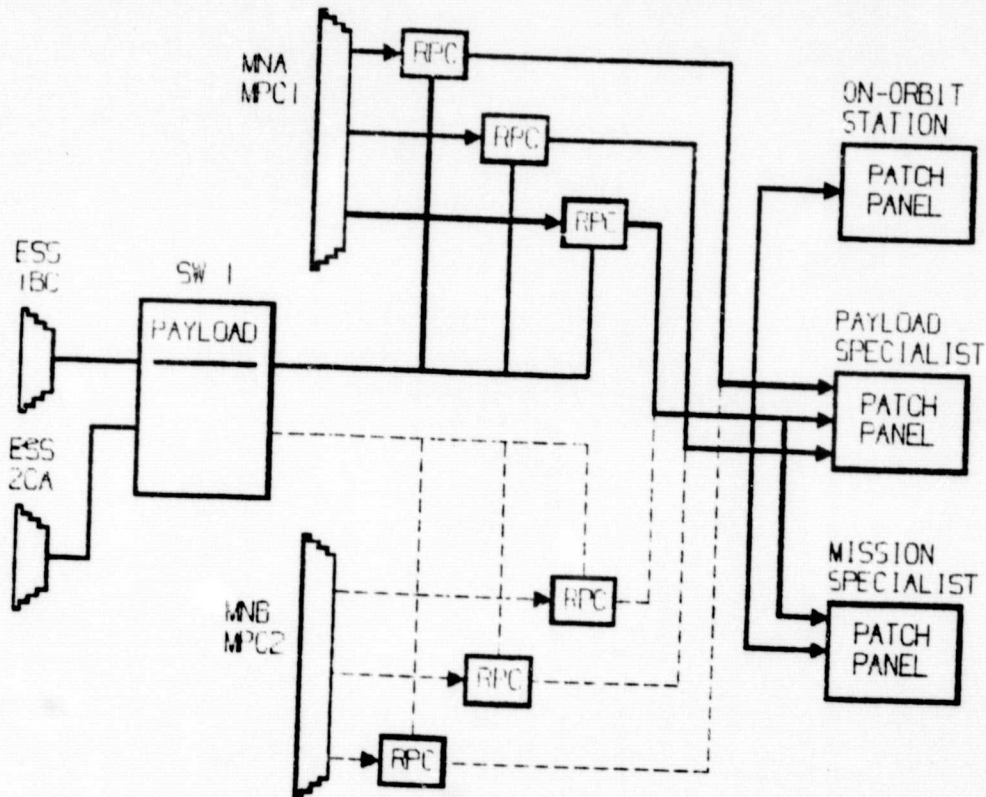 MNA
MPC1
RPC
RPC
RPC
ON-ORBIT
STATION
PATCH
PANEL
ESS
1BC
SW 1
PAYLOAD
PAYLOAD
SPECIALIST
PATCH
PANEL
ESS
2CA
MNB
MPC2
RPC
RPC
RPC
MISSION
SPECIALIST
PATCH
PANEL